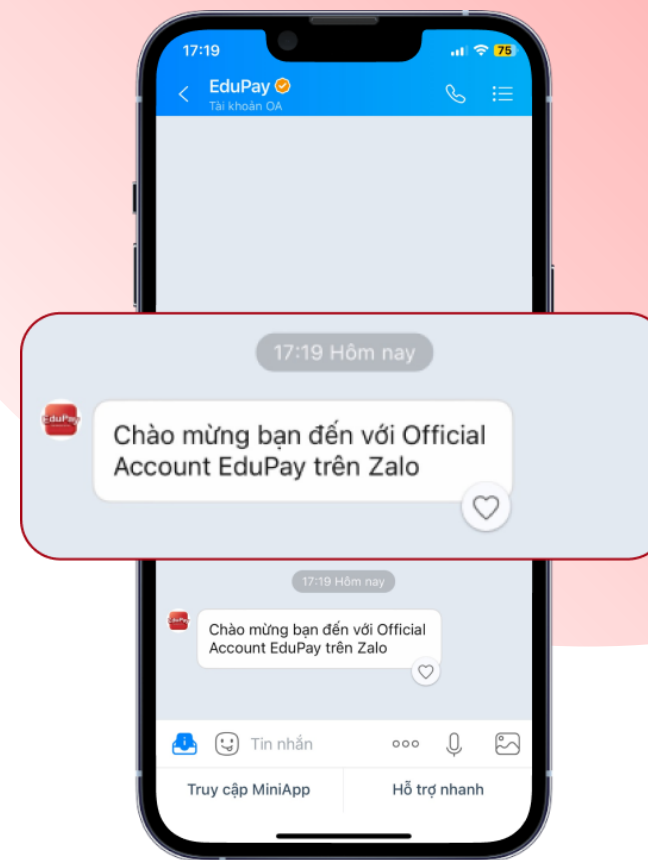 17:19
75
EduPay
Tài khoản OA
17:19 Hôm nay
EduPay
Chào mừng bạn đến với Official
Account EduPay trên Zalo
17:19 Hôm nay
EduPay
Chào mừng bạn đến với Official
Account EduPay trên Zalo
Tin nhắn
Truy cập MiniApp
Hỗ trợ nhanh